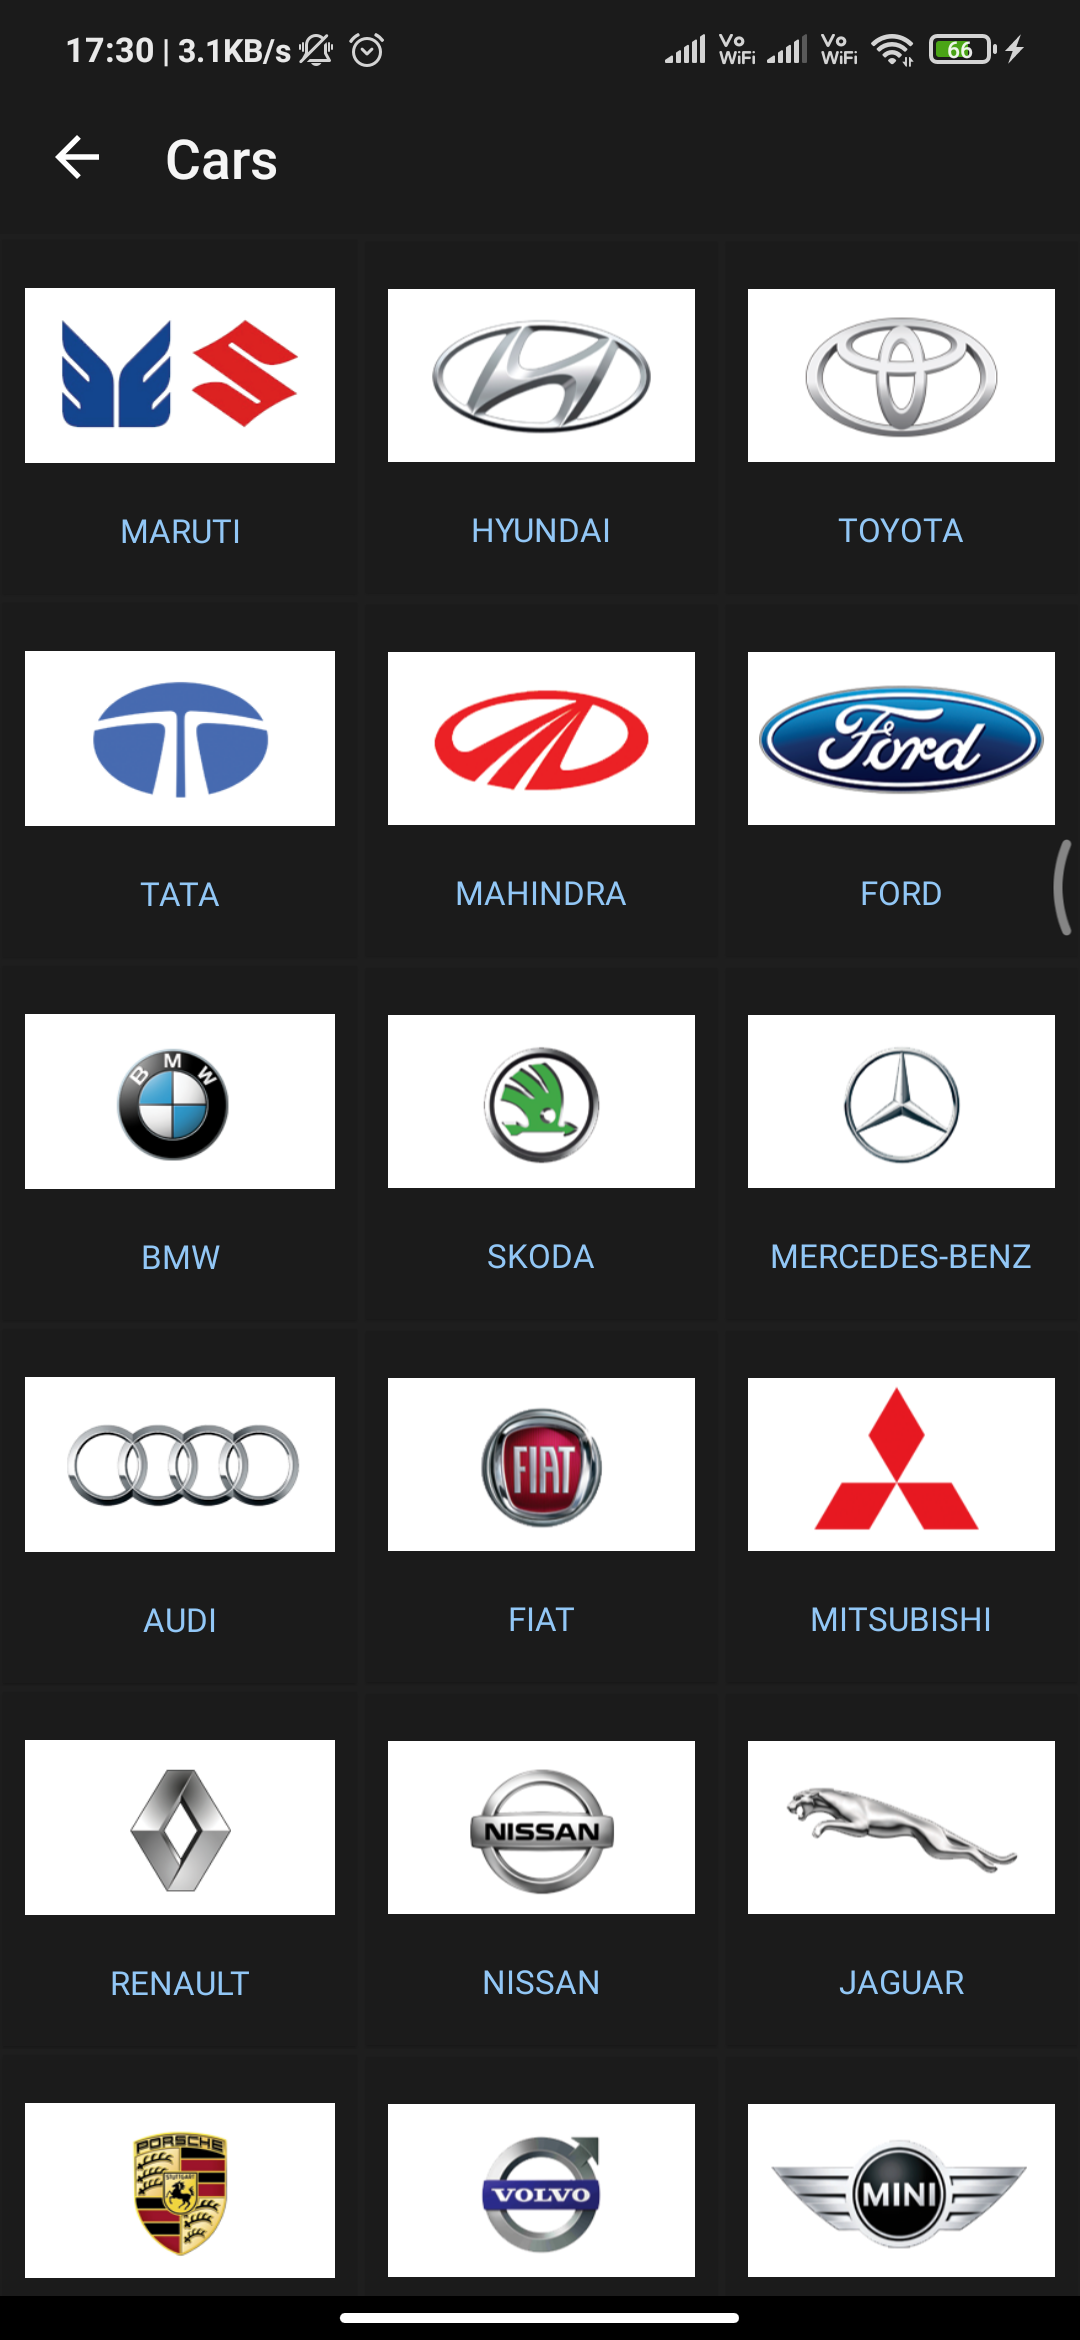 17:30 | 3.1KB/s Vo WiFi Vo WiFi 66
Cars
MARUTI HYUNDAI TOYOTA
Ford
TATA MAHINDRA FORD
BMW
BMW SKODA MERCEDES-BENZ
FIAT
AUDI FIAT MITSUBISHI
NISSAN
RENAULT NISSAN JAGUAR
PORSCHE
STUTTGART
VOLVO MINI